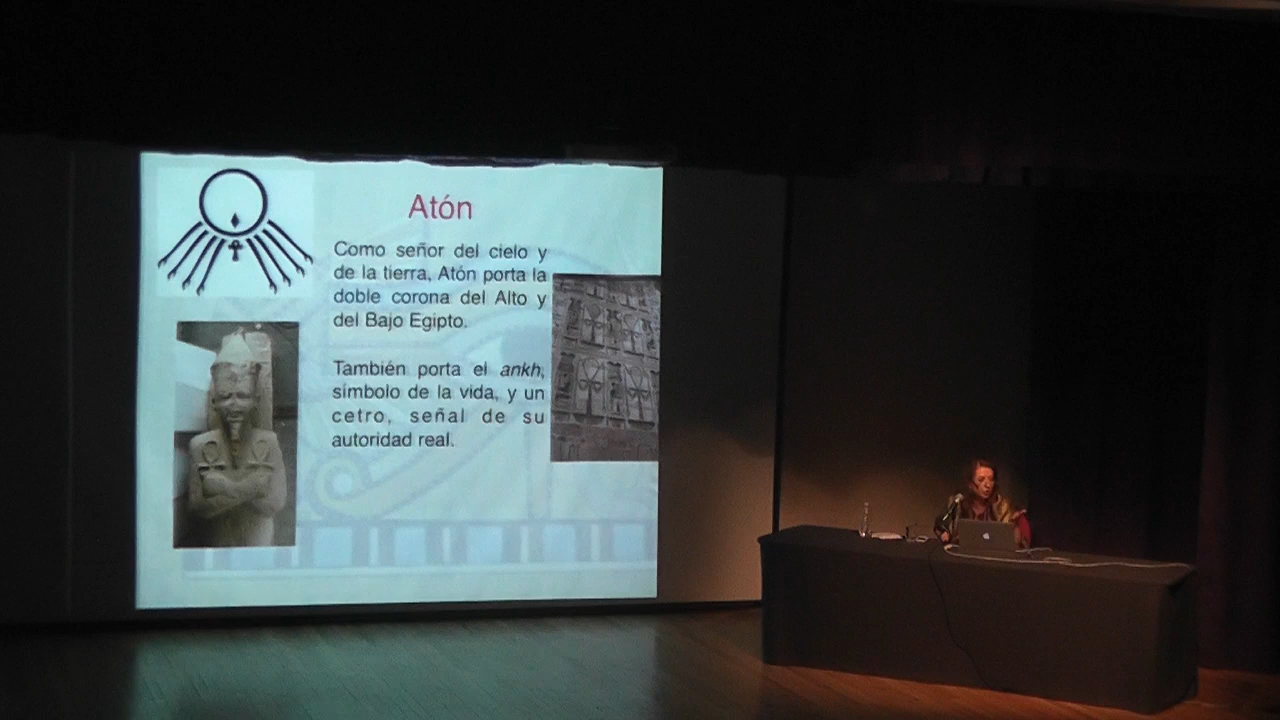 Atón
Como señor del cielo y
de la tierra, Atón porta la
doble corona del Alto y
del Bajo Egipto.
También porta el ankh,
símbolo de la vida, y un
cetro, señal de su
autoridad real.